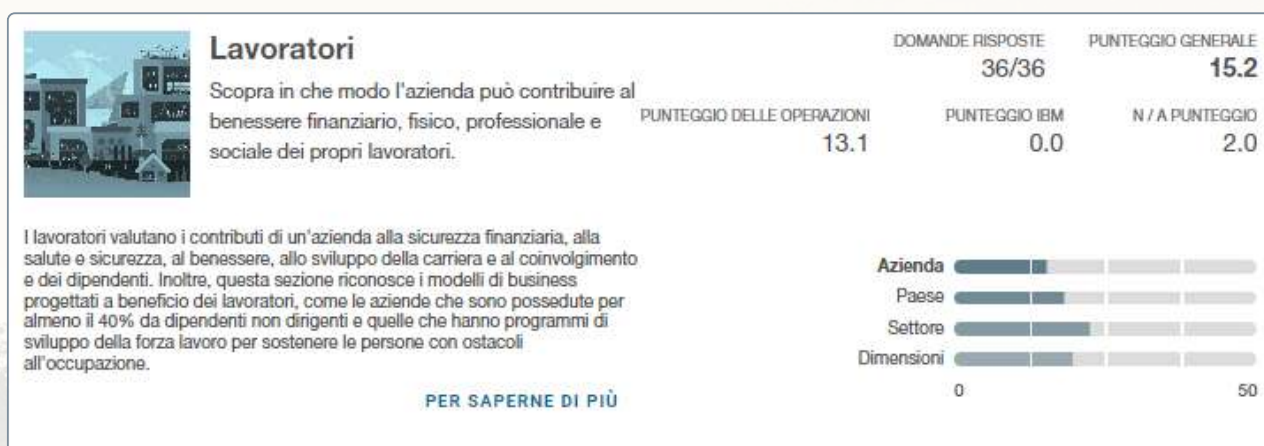 Lavoratori
Scopra in che modo l'azienda può contribuire al
benessere finanziario, fisico, professionale e
sociale dei propri lavoratori.
DOMANDE RISPOSTE
36/36
PUNTEGGIO GENERALE
15.2
PUNTEGGIO DELLE OPERAZIONI
13.1
PUNTEGGIO IBM
0.0
N / A PUNTEGGIO
2.0
I lavoratori valutano i contributi di un'azienda alla sicurezza finanziaria, alla
salute e sicurezza, al benessere, allo sviluppo della carriera e al coinvolgimento
e dei dipendenti. Inoltre, questa sezione riconosce i modelli di business
progettati a beneficio dei lavoratori, come le aziende che sono possedute per
almeno il 40% da dipendenti non dirigenti e quelle che hanno programmi di
sviluppo della forza lavoro per sostenere le persone con ostacoli
all'occupazione.
PER SAPERNE DI PIÙ
Azienda
Paese
Settore
Dimensioni
0
50